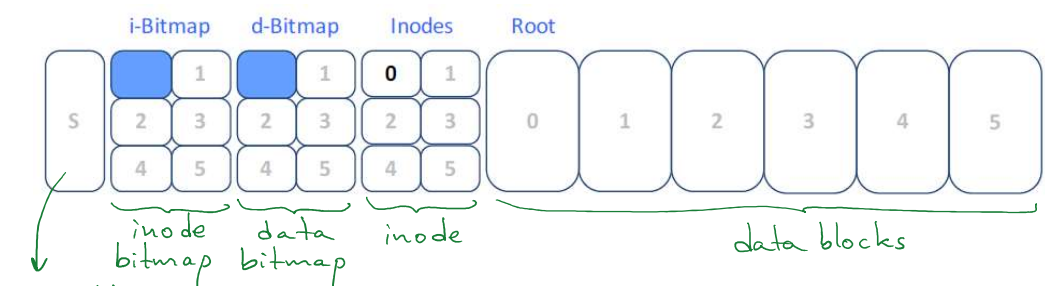 i-Bitmap d-Bitmap Inodes Root
1 1 0 1
S 2 3 2 3 2 3 0 1 2 3 4 5
4 5 4 5 4 5
inode data inode data blocks
bitmap bitmap